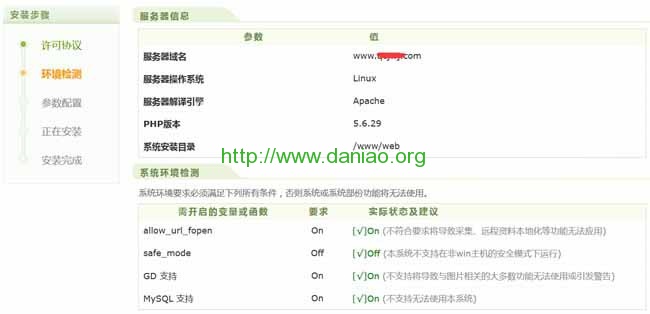 安装步骤
许可协议
环境检测
参数配置
正在安装
安装完成
服务器信息
参数 值
服务器域名 www. .com
服务器操作系统 Linux
服务器解译引擎 Apache
PHP版本 5.6.29
系统安装目录 /www/web
http://www.daniao.org
系统环境检测
系统环境要求必须满足下列所有条件，否则系统或系统部份功能将无法使用。
需开启的变量或函数 要求 实际状态及建议
allow_url_fopen On [√]On (不符合要求将导致采集、远程资料本地化等功能无法应用)
safe_mode Off [√]Off (本系统不支持在非win主机的安全模式下运行)
GD 支持 On [√]On (不支持将导致与图片相关的大多数功能无法使用或引发警告)
MySQL 支持 On [√]On (不支持无法使用本系统)